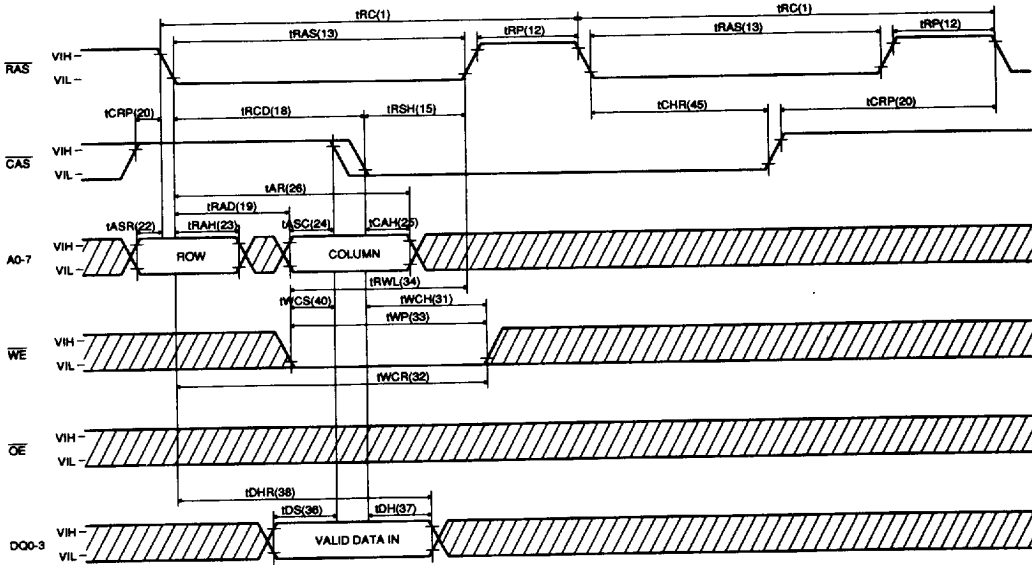 tRC(1) tRC(1)
tRAS(13) tRP(12) tRAS(13) tRP(12)
VIH
RAS
VIL
tCRP(20) tRCD(18) tRSH(15) tCHR(45) tCRP(20)
VIH
CAS
VIL
tAR(26)
tRAD(19)
tASR(22) tRAH(23) tASC(24) tCAH(25)
VIH
A0-7 ROW COLUMN
VIL
tRWL(34)
tWCS(40) tWCH(31)
tWP(33)
VIH
WE
VIL
tWCR(32)
VIH
OE
VIL
tDHR(38)
tDS(36) tDH(37)
VIH
DQ0-3 VALID DATA IN
VIL